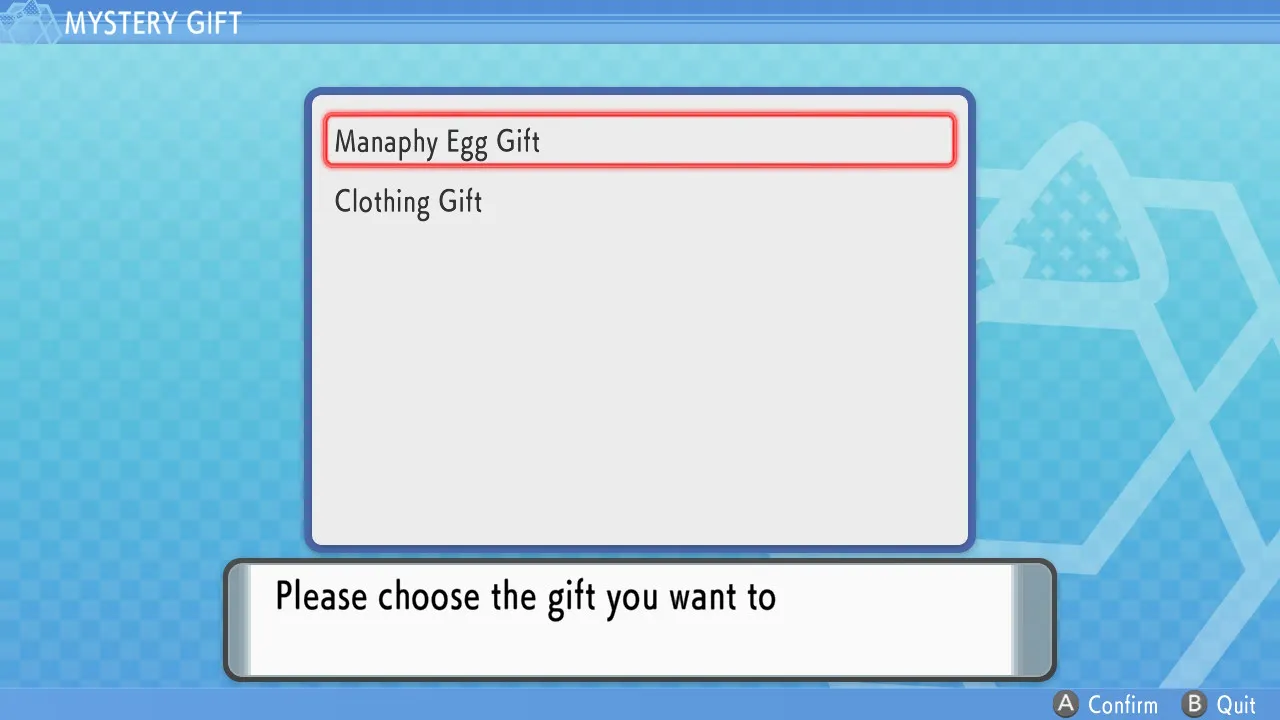 MYSTERY GIFT
Manaphy Egg Gift
Clothing Gift
Please choose the gift you want to
A Confirm B Quit